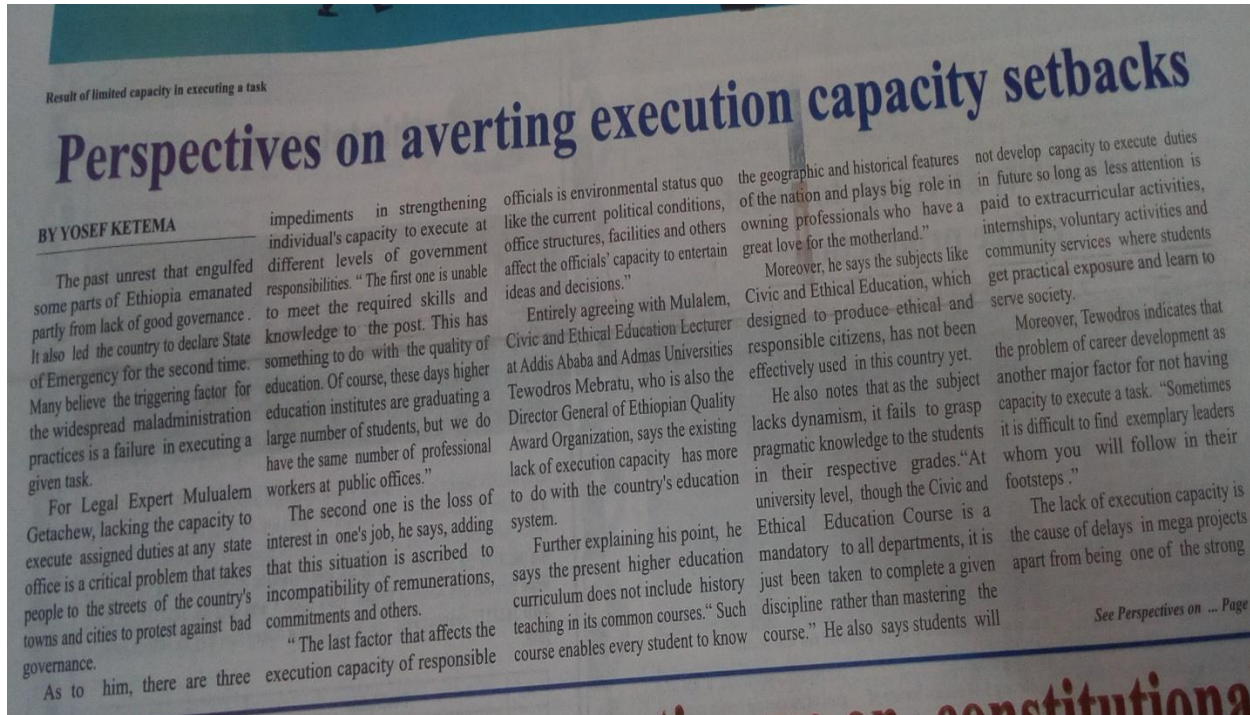 Result of limited capacity in executing a task
Perspectives on averting execution capacity setbacks
BY YOSEF KETEMA
The past unrest that engulfed
some parts of Ethiopia emanated
partly from lack of good governance .
It also led the country to declare State
of Emergency for the second time.
Many believe the triggering factor for
the widespread maladministration
practices is a failure in executing a
given task.
For Legal Expert Mulualem
Getachew, lacking the capacity to
execute assigned duties at any state
office is a critical problem that takes
people to the streets of the country's
towns and cities to protest against bad
governance.
As to him, there are three
impediments in strengthening
individual's capacity to execute at
different levels of government
responsibilities. “ The first one is unable
to meet the required skills and
knowledge to the post. This has
something to do with the quality of
education. Of course, these days higher
education institutes are graduating a
large number of students, but we do
have the same number of professional
workers at public offices.”
The second one is the loss of
interest in one's job, he says, adding
that this situation is ascribed to
incompatibility of remunerations,
commitments and others.
“ The last factor that affects the
execution capacity of responsible
officials is environmental status quo
like the current political conditions,
office structures, facilities and others
affect the officials’ capacity to entertain
ideas and decisions.”
Entirely agreeing with Mulalem,
Civic and Ethical Education Lecturer
at Addis Ababa and Admas Universities
Tewodros Mebratu, who is also the
Director General of Ethiopian Quality
Award Organization, says the existing
lack of execution capacity has more
to do with the country's education
system.
Further explaining his point, he
says the present higher education
curriculum does not include history
teaching in its common courses.“ Such
course enables every student to know
the geographic and historical features
of the nation and plays big role in
owning professionals who have a
great love for the motherland.”
Moreover, he says the subjects like
Civic and Ethical Education, which
designed to produce ethical and
responsible citizens, has not been
effectively used in this country yet.
He also notes that as the subject
lacks dynamism, it fails to grasp
pragmatic knowledge to the students
in their respective grades.“At
university level, though the Civic and
Ethical Education Course is a
mandatory to all departments, it is
just been taken to complete a given
discipline rather than mastering the
course.” He also says students will
not develop capacity to execute duties
in future so long as less attention is
paid to extracurricular activities,
internships, voluntary activities and
community services where students
get practical exposure and learn to
serve society.
Moreover, Tewodros indicates that
the problem of career development as
another major factor for not having
capacity to execute a task. “Sometimes
it is difficult to find exemplary leaders
whom you will follow in their
footsteps .”
The lack of execution capacity is
the cause of delays in mega projects
apart from being one of the strong
See Perspectives on ... Page
constitutiona